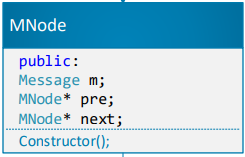 MNode
public:
Message m;
MNode* pre;
MNode* next;
Constructor();